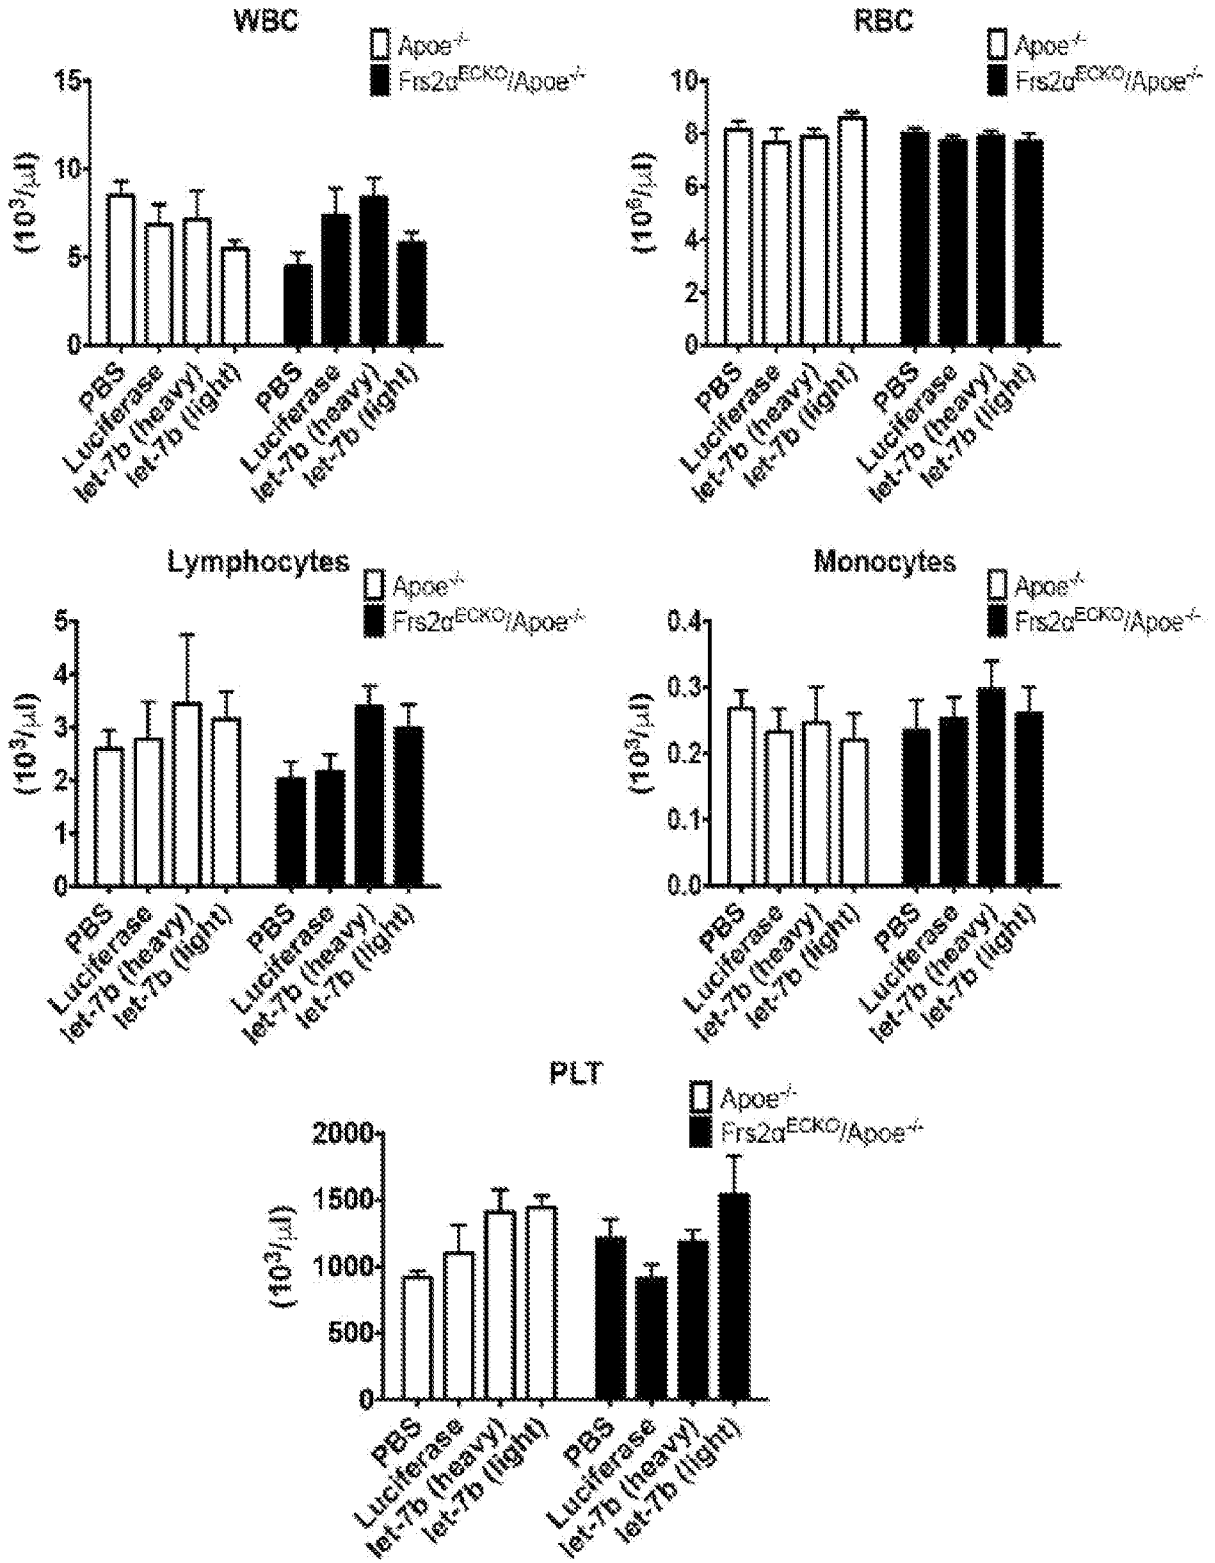 WBC
Apoe-/-
Frs2αECKO/Apoe-/-
15
10
5
0
(10³/μl)
PBS
Luciferase
let-7b (heavy)
let-7b (light)
PBS
Luciferase
let-7b (heavy)
let-7b (light)
RBC
Apoe-/-
Frs2αECKO/Apoe-/-
10
8
6
4
2
0
(10⁶/μl)
PBS
Luciferase
let-7b (heavy)
let-7b (light)
PBS
Luciferase
let-7b (heavy)
let-7b (light)
Lymphocytes
Apoe-/-
Frs2αECKO/Apoe-/-
5
4
3
2
1
0
(10³/μl)
PBS
Luciferase
let-7b (heavy)
let-7b (light)
PBS
Luciferase
let-7b (heavy)
let-7b (light)
Monocytes
Apoe-/-
Frs2αECKO/Apoe-/-
0.4
0.3
0.2
0.1
0.0
(10³/μl)
PBS
Luciferase
let-7b (heavy)
let-7b (light)
PBS
Luciferase
let-7b (heavy)
let-7b (light)
PLT
Apoe-/-
Frs2αECKO/Apoe-/-
2000
1500
1000
500
0
(10³/μl)
PBS
Luciferase
let-7b (heavy)
let-7b (light)
PBS
Luciferase
let-7b (heavy)
let-7b (light)